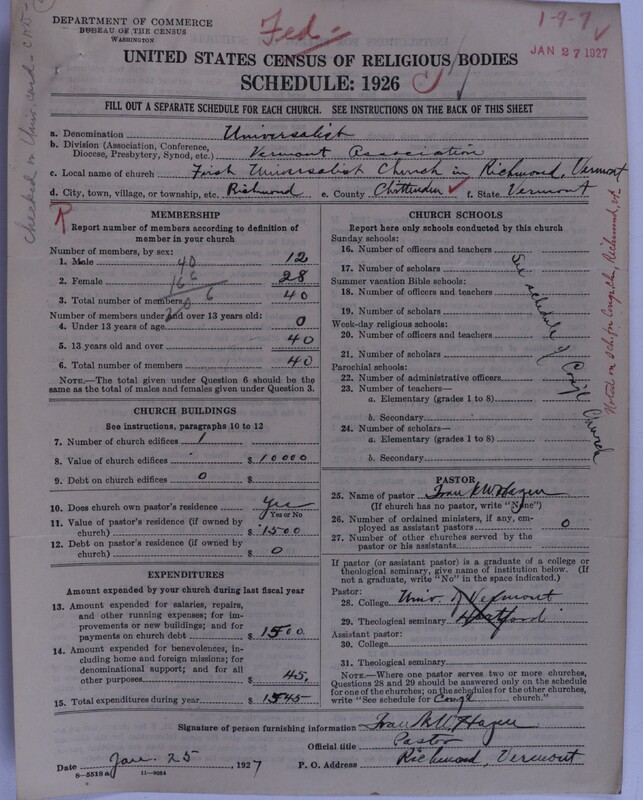 DEPARTMENT OF COMMERCE
BUREAU OF THE CENSUS
WASHINGTON
Fed=
1-9-7
JAN 27 1927
UNITED STATES CENSUS OF RELIGIOUS BODIES
SCHEDULE: 1926
FILL OUT A SEPARATE SCHEDULE FOR EACH CHURCH. SEE INSTRUCTIONS ON THE BACK OF THIS SHEET
a. Denomination Universalist
b. Division (Association, Conference, Diocese, Presbytery, Synod, etc.) Vermont Association
c. Local name of church First Universalist Church in Richmond, Vermont
d. City, town, village, or township, etc. Richmond e. County Chittenden f. State Vermont
R
MEMBERSHIP
Report number of members according to definition of member in your church
Number of members, by sex:
1. Male 12
2. Female 28
3. Total number of members 40
Number of members under and over 13 years old:
4. Under 13 years of age 0
5. 13 years old and over 40
6. Total number of members 40
NOTE.—The total given under Question 6 should be the same as the total of males and females given under Question 3.
CHURCH BUILDINGS
See instructions, paragraphs 10 to 12
7. Number of church edifices 1
8. Value of church edifices $ 10000
9. Debt on church edifices 0 $
10. Does church own pastor's residence? Yes
Yes or No
11. Value of pastor's residence (if owned by church) $ 1500
12. Debt on pastor's residence (if owned by church) $ 0
EXPENDITURES
Amount expended by your church during last fiscal year
13. Amount expended for salaries, repairs, and other running expenses; for improvements or new buildings; and for payments on church debt $ 1500.
14. Amount expended for benevolences, including home and foreign missions; for denominational support; and for all other purposes $ 45.
15. Total expenditures during year $ 1545
CHURCH SCHOOLS
Report here only schools conducted by this church
Sunday schools:
16. Number of officers and teachers
17. Number of scholars
Summer vacation Bible schools:
18. Number of officers and teachers
19. Number of scholars
Week-day religious schools:
20. Number of officers and teachers
21. Number of scholars
Parochial schools:
22. Number of administrative officers
23. Number of teachers—
a. Elementary (grades 1 to 8)
b. Secondary
24. Number of scholars—
a. Elementary (grades 1 to 8)
b. Secondary
See schedule of Cong'l Church
PASTOR
25. Name of pastor W. Hazen
(If church has no pastor, write "None")
26. Number of ordained ministers, if any, employed as assistant pastors 0
27. Number of other churches served by the pastor or his assistants
If pastor (or assistant pastor) is a graduate of a college or theological seminary, give name of institution below. (If not a graduate, write "No" in the space indicated.)
Pastor:
28. College Univ. of Vermont
29. Theological seminary Hartford
Assistant pastor:
30. College
31. Theological seminary
NOTE.—Where one pastor serves two or more churches, Questions 28 and 29 should be answered only on the schedule for one of the churches; on the schedules for the other churches, write "See schedule for Cong'l church."
Signature of person furnishing information W. Hazen
Official title Pastor
Date Jan. 25, 1927 P. O. Address Richmond, Vermont
8-5518a 11-9024